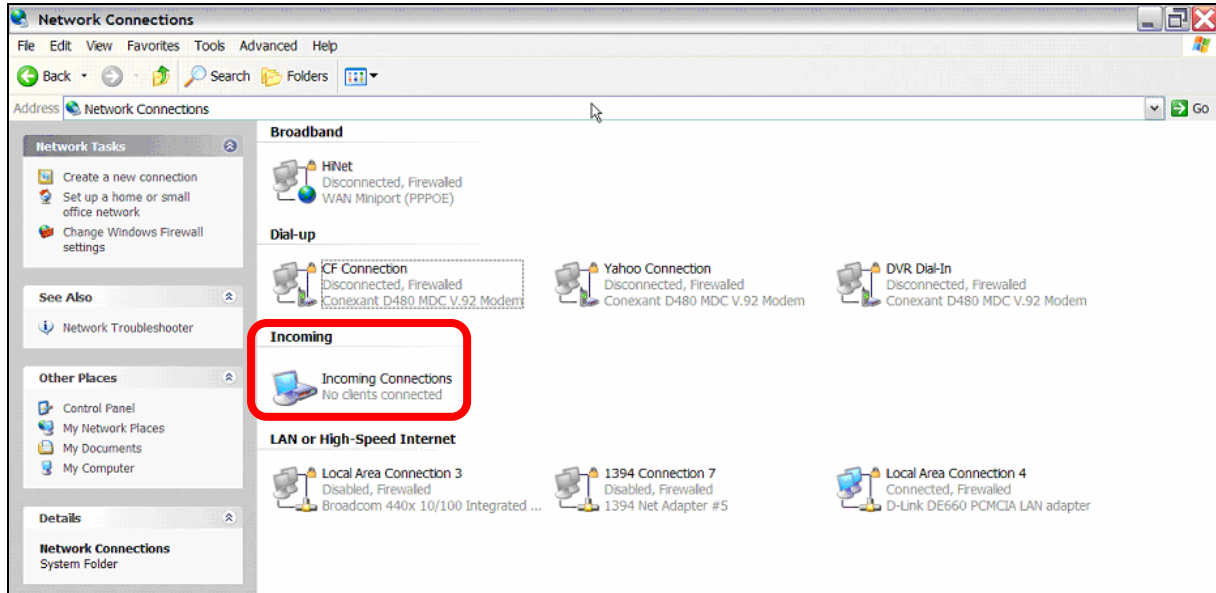 Network Connections
File Edit View Favorites Tools Advanced Help
Back Search Folders
Address Network Connections Go
Network Tasks
Create a new connection
Set up a home or small
office network
Change Windows Firewall
settings
See Also
Network Troubleshooter
Other Places
Control Panel
My Network Places
My Documents
My Computer
Details
Network Connections
System Folder
Broadband
HiNet
Disconnected, Firewalled
WAN Miniport (PPPOE)
Dial-up
CF Connection
Disconnected, Firewalled
Conexant D480 MDC V.92 Modem
Yahoo Connection
Disconnected, Firewalled
Conexant D480 MDC V.92 Modem
DVR Dial-In
Disconnected, Firewalled
Conexant D480 MDC V.92 Modem
Incoming
Incoming Connections
No clients connected
LAN or High-Speed Internet
Local Area Connection 3
Disabled, Firewalled
Broadcom 440x 10/100 Integrated ...
1394 Connection 7
Disabled, Firewalled
1394 Net Adapter #5
Local Area Connection 4
Connected, Firewalled
D-Link DE660 PCMCIA LAN adapter